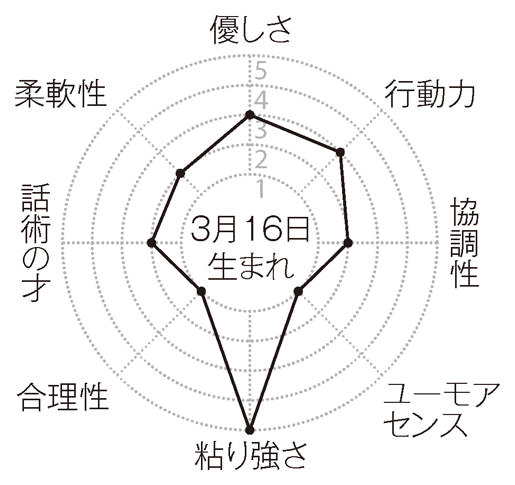 優しさ
行動力
協調性
ユーモア
センス
粘り強さ
合理性
話術の才
柔軟性
5
4
3
2
1
3月16日
生まれ